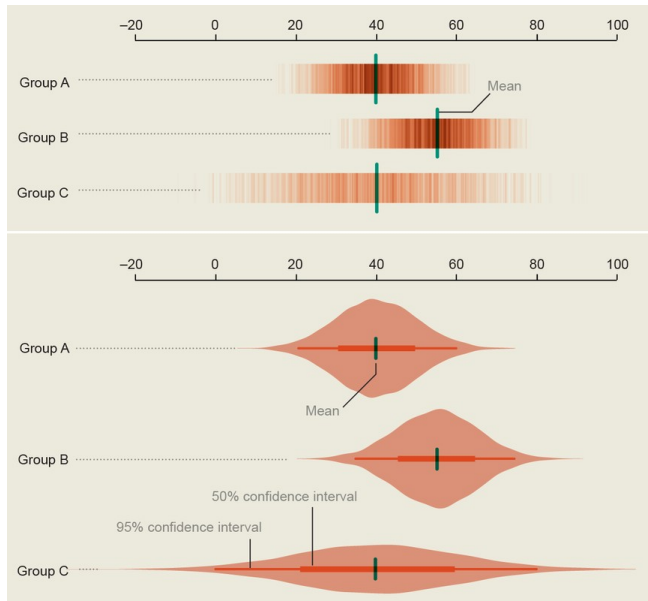 –20 0 20 40 60 80 100
Group A
Mean
Group B
Group C
–20 0 20 40 60 80 100
Group A
Mean
Group B
50% confidence interval
95% confidence interval
Group C